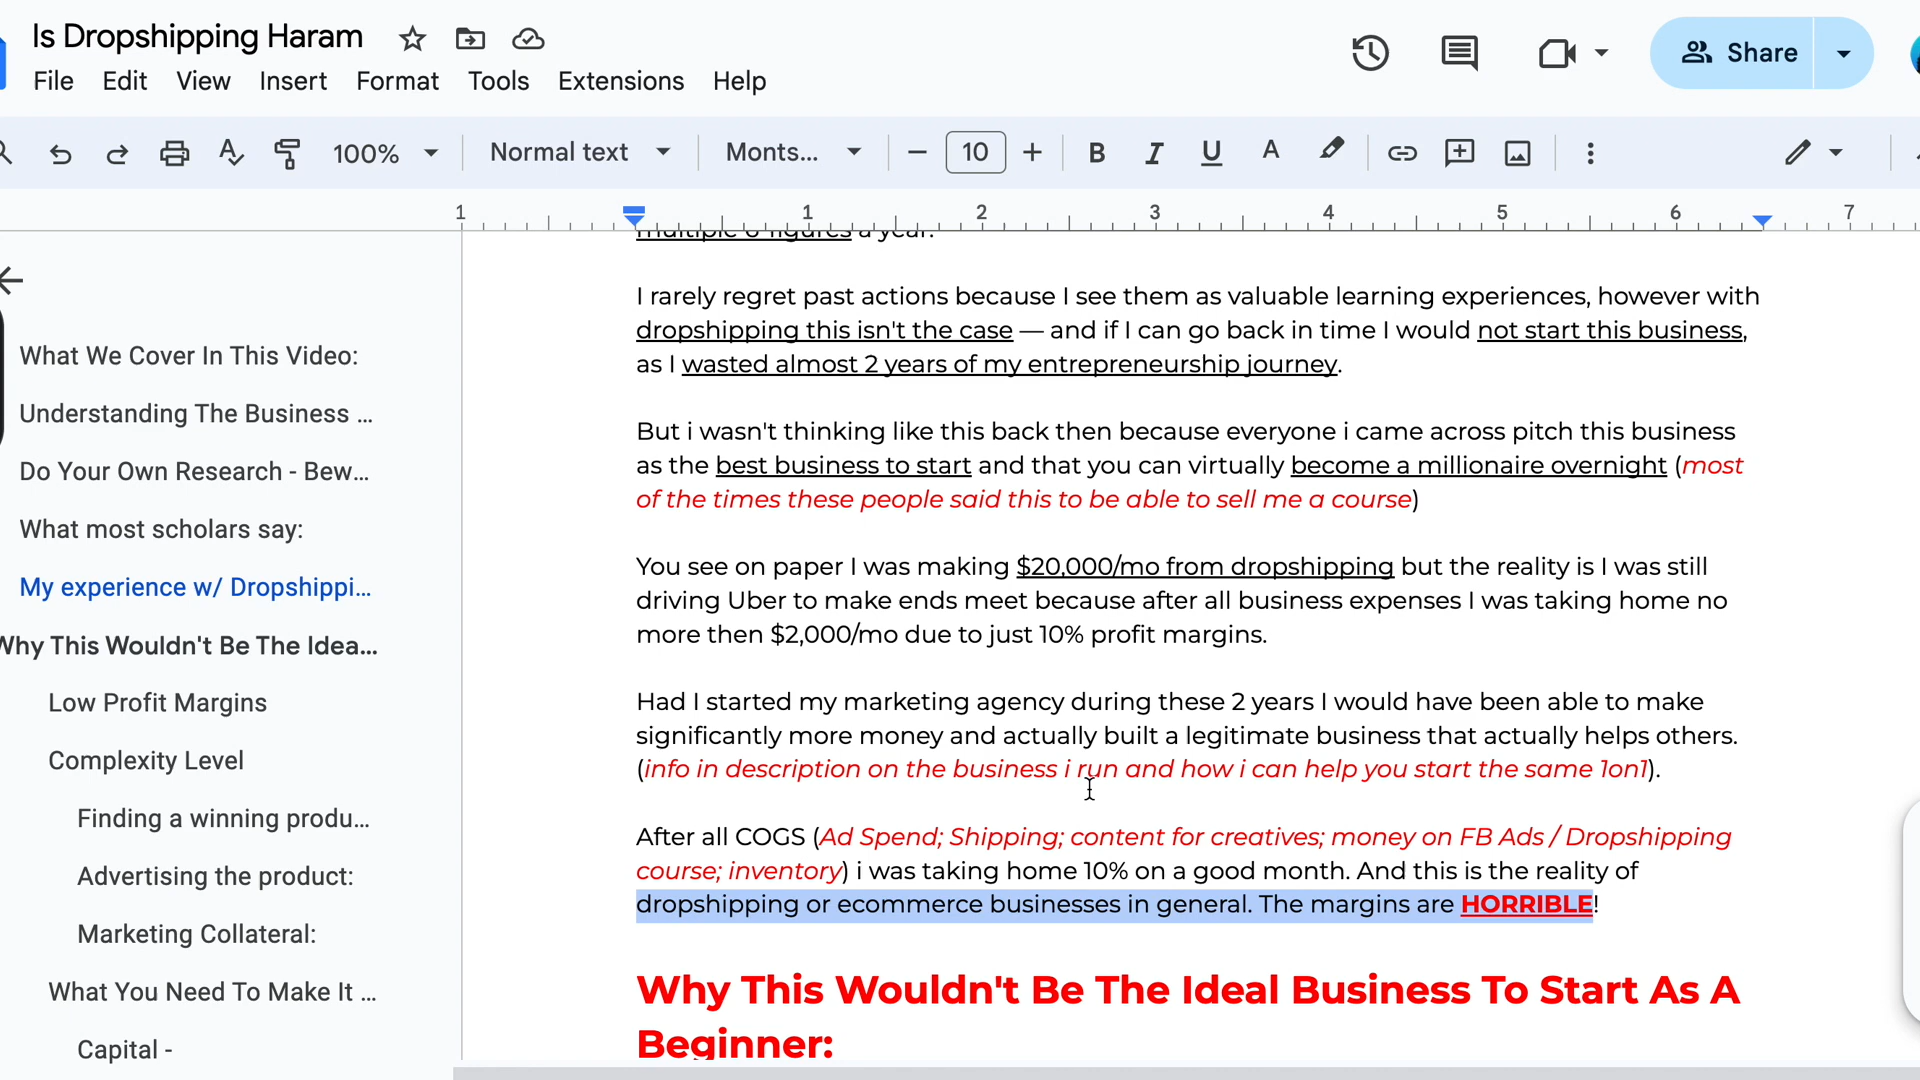 Is Dropshipping Haram
File Edit View Insert Format Tools Extensions Help
Share
100% Normal text Monts... 10 B I U A
1 1 2 3 4 5 6 7
What We Cover In This Video:
Understanding The Business ...
Do Your Own Research - Bew...
What most scholars say:
My experience w/ Dropshippi...
Why This Wouldn't Be The Idea...
Low Profit Margins
Complexity Level
Finding a winning produ...
Advertising the product:
Marketing Collateral:
What You Need To Make It ...
Capital -
multiple 6-figures a year.
I rarely regret past actions because I see them as valuable learning experiences, however with
dropshipping this isn't the case — and if I can go back in time I would not start this business,
as I wasted almost 2 years of my entrepreneurship journey.
But i wasn't thinking like this back then because everyone i came across pitch this business
as the best business to start and that you can virtually become a millionaire overnight (most
of the times these people said this to be able to sell me a course)
You see on paper I was making $20,000/mo from dropshipping but the reality is I was still
driving Uber to make ends meet because after all business expenses I was taking home no
more then $2,000/mo due to just 10% profit margins.
Had I started my marketing agency during these 2 years I would have been able to make
significantly more money and actually built a legitimate business that actually helps others.
(info in description on the business i run and how i can help you start the same 1on1).
After all COGS (Ad Spend; Shipping; content for creatives; money on FB Ads / Dropshipping
course; inventory) i was taking home 10% on a good month. And this is the reality of
dropshipping or ecommerce businesses in general. The margins are HORRIBLE!
Why This Wouldn't Be The Ideal Business To Start As A
Beginner: